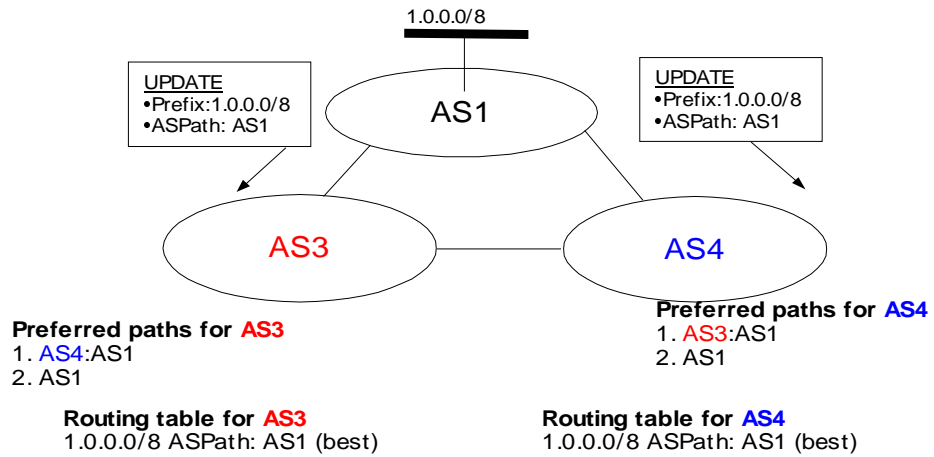 1.0.0.0/8
UPDATE
•Prefix:1.0.0.0/8
•ASPath: AS1
UPDATE
•Prefix:1.0.0.0/8
•ASPath: AS1
AS1
AS3
AS4
Preferred paths for AS3
1. AS4:AS1
2. AS1
Preferred paths for AS4
1. AS3:AS1
2. AS1
Routing table for AS3
1.0.0.0/8 ASPath: AS1 (best)
Routing table for AS4
1.0.0.0/8 ASPath: AS1 (best)